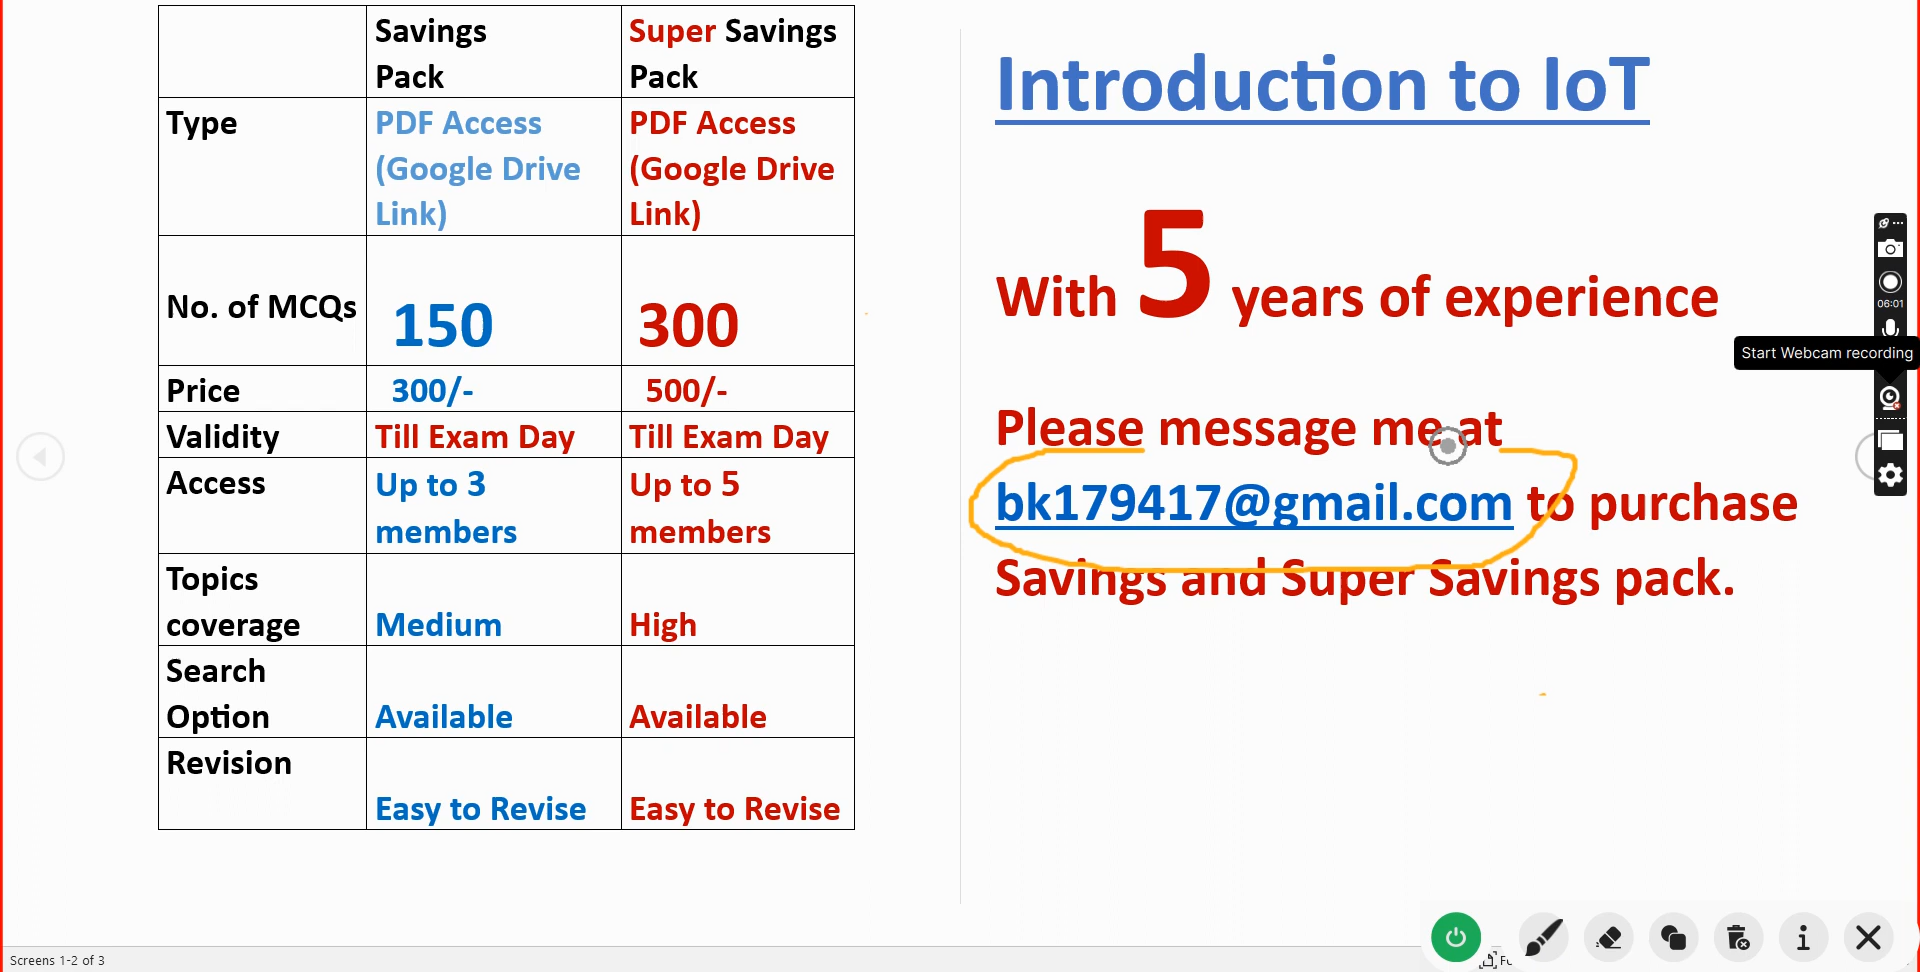 Savings Super Savings
Pack Pack
Type PDF Access PDF Access
(Google Drive (Google Drive
Link) Link)
No. of MCQs 150 300
Price 300/- 500/-
Validity Till Exam Day Till Exam Day
Access Up to 3 Up to 5
members members
Topics
coverage Medium High
Search
Option Available Available
Revision
Easy to Revise Easy to Revise
Introduction to IoT
With 5 years of experience
Please message me at
bk179417@gmail.com to purchase
Savings and Super Savings pack.
06:01
Start Webcam recording
Screens 1-2 of 3